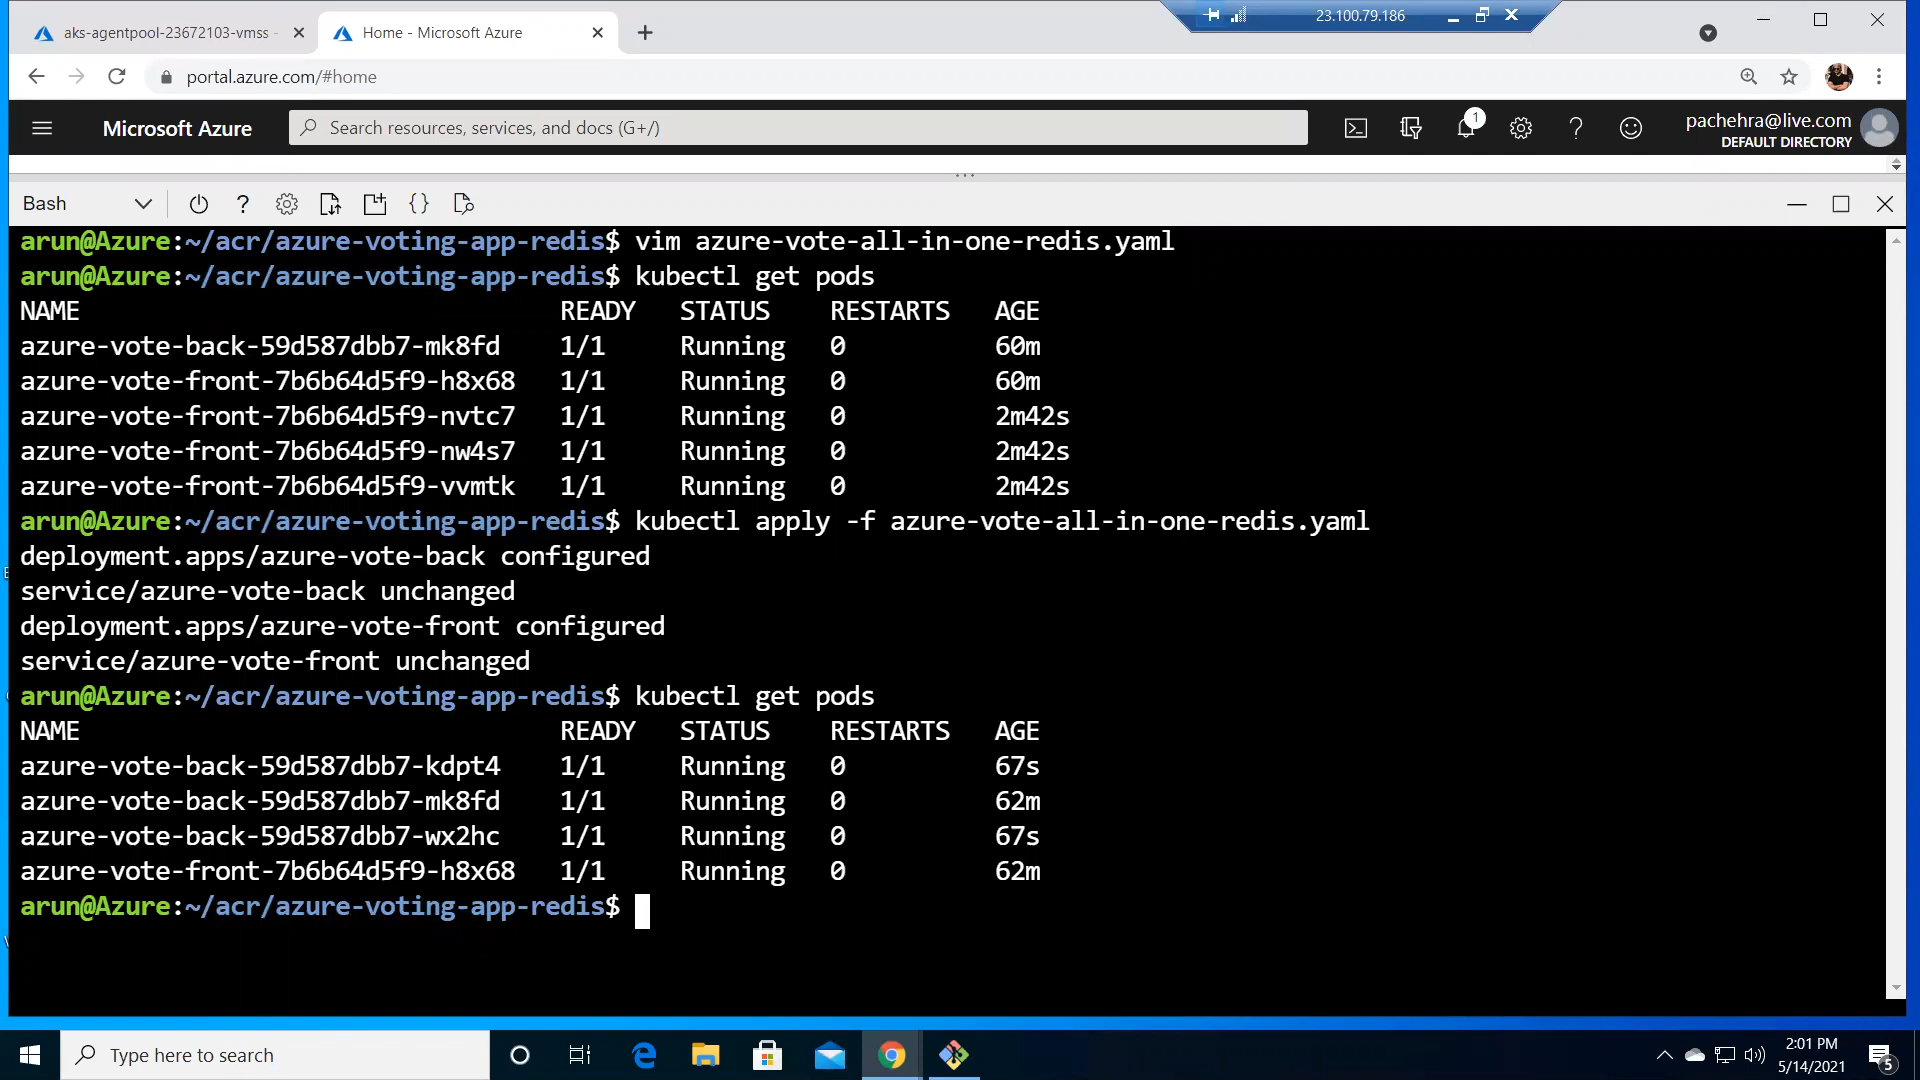 aks-agentpool-23672103-vmss -
Home - Microsoft Azure
23.100.79.186
portal.azure.com/#home
Microsoft Azure
Search resources, services, and docs (G+/)
1
pachehra@live.com
DEFAULT DIRECTORY
Bash
arun@Azure:~/acr/azure-voting-app-redis$ vim azure-vote-all-in-one-redis.yaml
arun@Azure:~/acr/azure-voting-app-redis$ kubectl get pods
NAME READY STATUS RESTARTS AGE
azure-vote-back-59d587dbb7-mk8fd 1/1 Running 0 60m
azure-vote-front-7b6b64d5f9-h8x68 1/1 Running 0 60m
azure-vote-front-7b6b64d5f9-nvtc7 1/1 Running 0 2m42s
azure-vote-front-7b6b64d5f9-nw4s7 1/1 Running 0 2m42s
azure-vote-front-7b6b64d5f9-vvmtk 1/1 Running 0 2m42s
arun@Azure:~/acr/azure-voting-app-redis$ kubectl apply -f azure-vote-all-in-one-redis.yaml
deployment.apps/azure-vote-back configured
service/azure-vote-back unchanged
deployment.apps/azure-vote-front configured
service/azure-vote-front unchanged
arun@Azure:~/acr/azure-voting-app-redis$ kubectl get pods
NAME READY STATUS RESTARTS AGE
azure-vote-back-59d587dbb7-kdpt4 1/1 Running 0 67s
azure-vote-back-59d587dbb7-mk8fd 1/1 Running 0 62m
azure-vote-back-59d587dbb7-wx2hc 1/1 Running 0 67s
azure-vote-front-7b6b64d5f9-h8x68 1/1 Running 0 62m
arun@Azure:~/acr/azure-voting-app-redis$
Type here to search
2:01 PM
5/14/2021
5